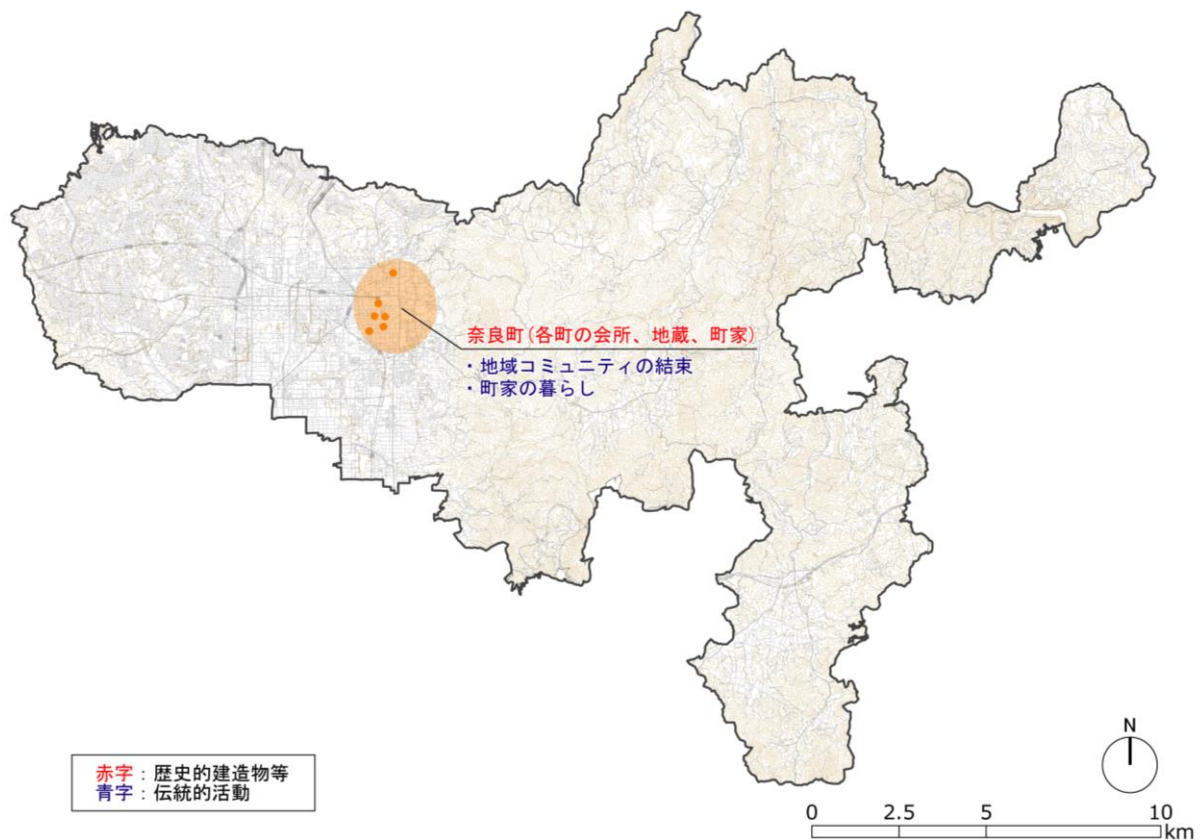 奈良町(各町の会所、地蔵、町家)
・地域コミュニティの結束
・町家の暮らし
赤字：歴史的建造物等
青字：伝統的活動
N
0 2.5 5 10
km